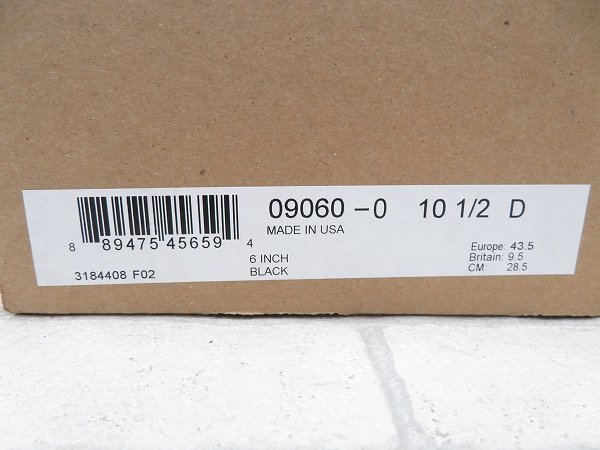 09060 -0 10 1/2 D
MADE IN USA
8 89475 45659 4
6 INCH
BLACK
3184408 F02
Europe: 43.5
Britain: 9.5
CM: 28.5